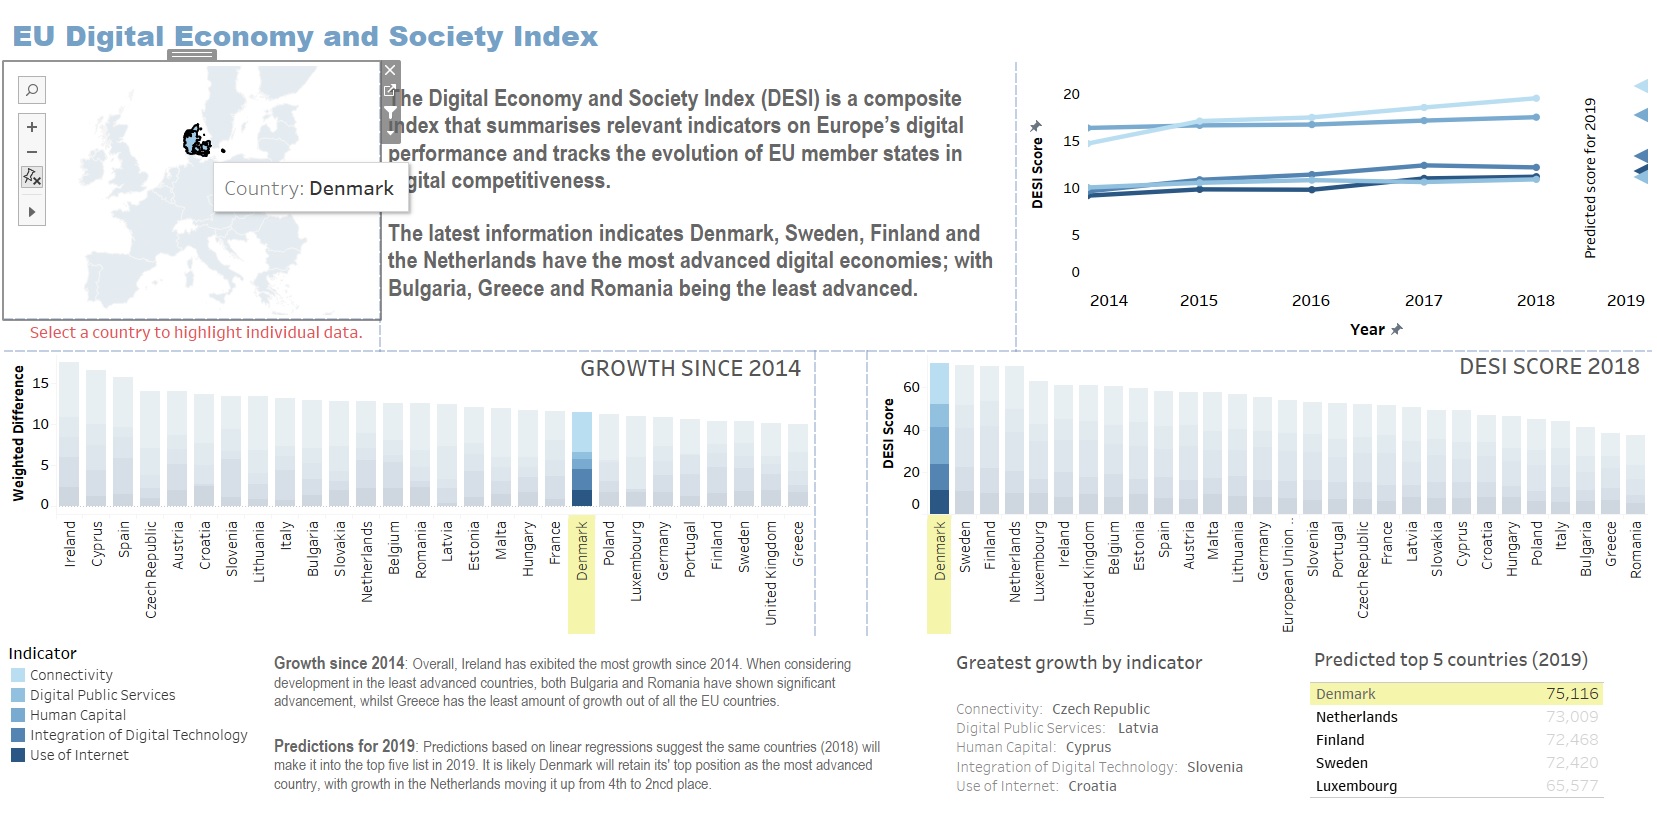 EU Digital Economy and Society Index
Country: Denmark
The Digital Economy and Society Index (DESI) is a composite
index that summarises relevant indicators on Europe's digital
performance and tracks the evolution of EU member states in
digital competitiveness.
The latest information indicates Denmark, Sweden, Finland and
the Netherlands have the most advanced digital economies; with
Bulgaria, Greece and Romania being the least advanced.
Select a country to highlight individual data.
DESI Score
20
15
10
5
0
2014 2015 2016 2017 2018 2019
Year
Predicted score for 2019
GROWTH SINCE 2014
Weighted Difference
15
10
5
0
Ireland
Cyprus
Spain
Czech Republic
Austria
Croatia
Slovenia
Lithuania
Italy
Bulgaria
Slovakia
Netherlands
Belgium
Romania
Latvia
Estonia
Malta
Hungary
France
Denmark
Poland
Luxembourg
Germany
Portugal
Finland
Sweden
United Kingdom
Greece
DESI SCORE 2018
DESI Score
60
40
20
0
Denmark
Sweden
Finland
Netherlands
Luxembourg
Ireland
United Kingdom
Belgium
Estonia
Spain
Austria
Malta
Lithuania
Germany
European Union ..
Slovenia
Portugal
Czech Republic
France
Latvia
Slovakia
Cyprus
Croatia
Hungary
Poland
Italy
Bulgaria
Greece
Romania
Indicator
Connectivity
Digital Public Services
Human Capital
Integration of Digital Technology
Use of Internet
Growth since 2014: Overall, Ireland has exibited the most growth since 2014. When considering
development in the least advanced countries, both Bulgaria and Romania have shown significant
advancement, whilst Greece has the least amount of growth out of all the EU countries.
Predictions for 2019: Predictions based on linear regressions suggest the same countries (2018) will
make it into the top five list in 2019. It is likely Denmark will retain its' top position as the most advanced
country, with growth in the Netherlands moving it up from 4th to 2ncd place.
Greatest growth by indicator
Connectivity: Czech Republic
Digital Public Services: Latvia
Human Capital: Cyprus
Integration of Digital Technology: Slovenia
Use of Internet: Croatia
Predicted top 5 countries (2019)
Denmark 75,116
Netherlands 73,009
Finland 72,468
Sweden 72,420
Luxembourg 65,577